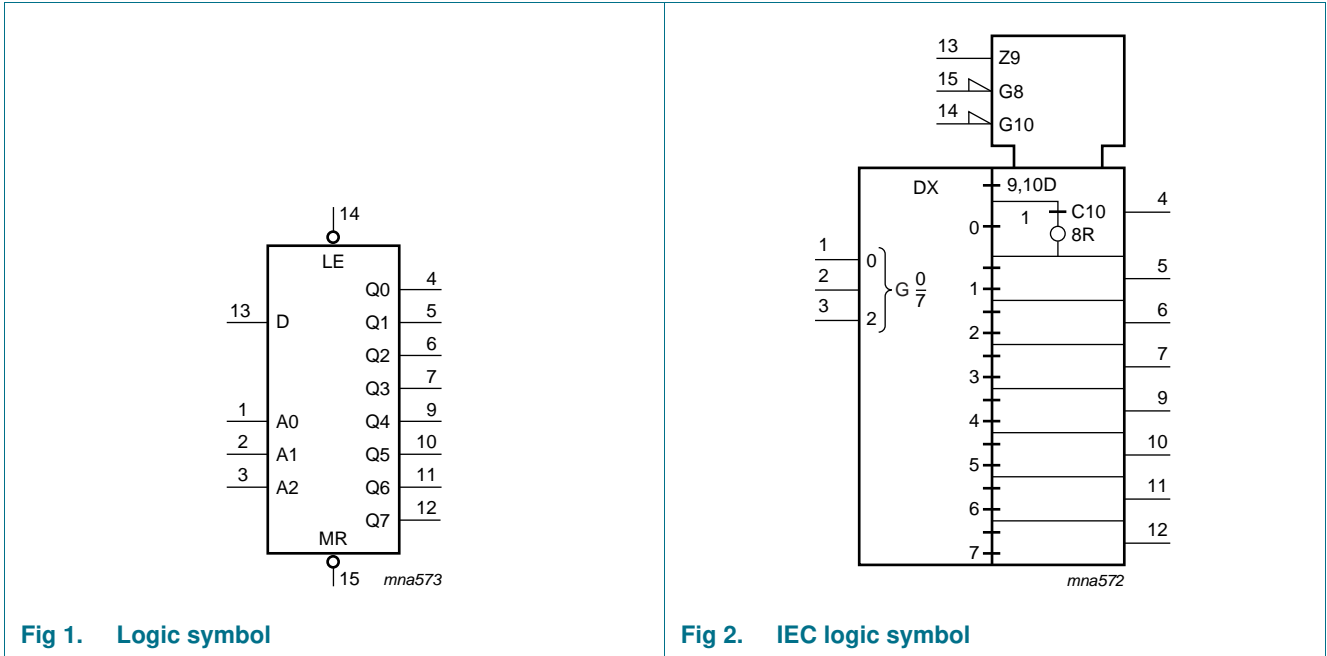 14
LE
Q0 4
13 D
Q1 5
Q2 6
Q3 7
1 A0
Q4 9
2 A1
Q5 10
3 A2
Q6 11
Q7 12
MR
15
mna573
Fig 1. Logic symbol
13 Z9
15 G8
14 G10
DX
9,10D
4
1 C10
0
8R
1 0
5
2 G 0/7
1
3 2
6
2
7
3
9
4
10
5
11
6
12
7
mna572
Fig 2. IEC logic symbol